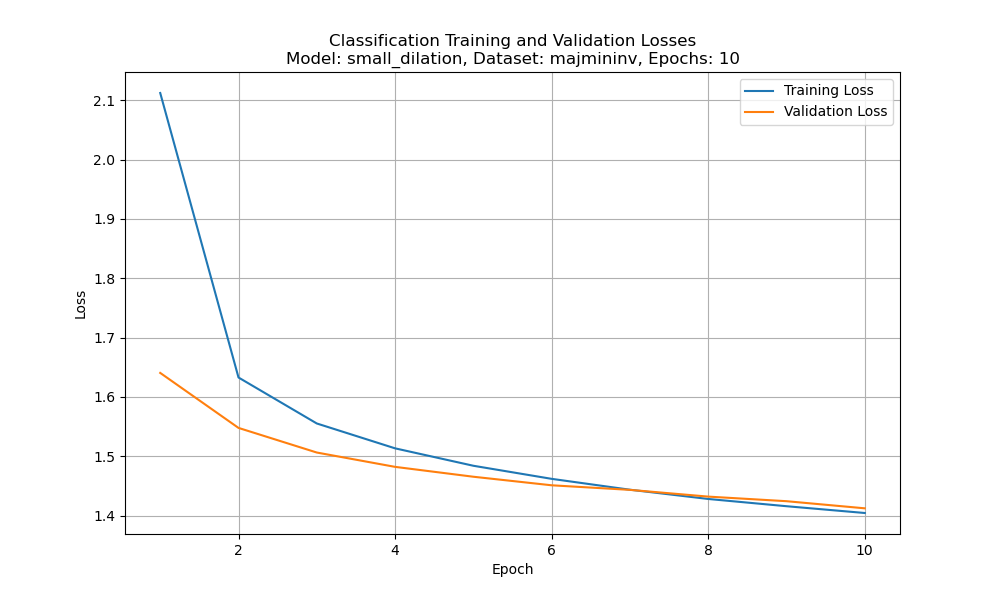 Classification Training and Validation Losses
Model: small_dilation, Dataset: majmininv, Epochs: 10
Training Loss
Validation Loss
2.1
2.0
1.9
1.8
1.7
1.6
1.5
1.4
Loss
2 4 6 8 10
Epoch